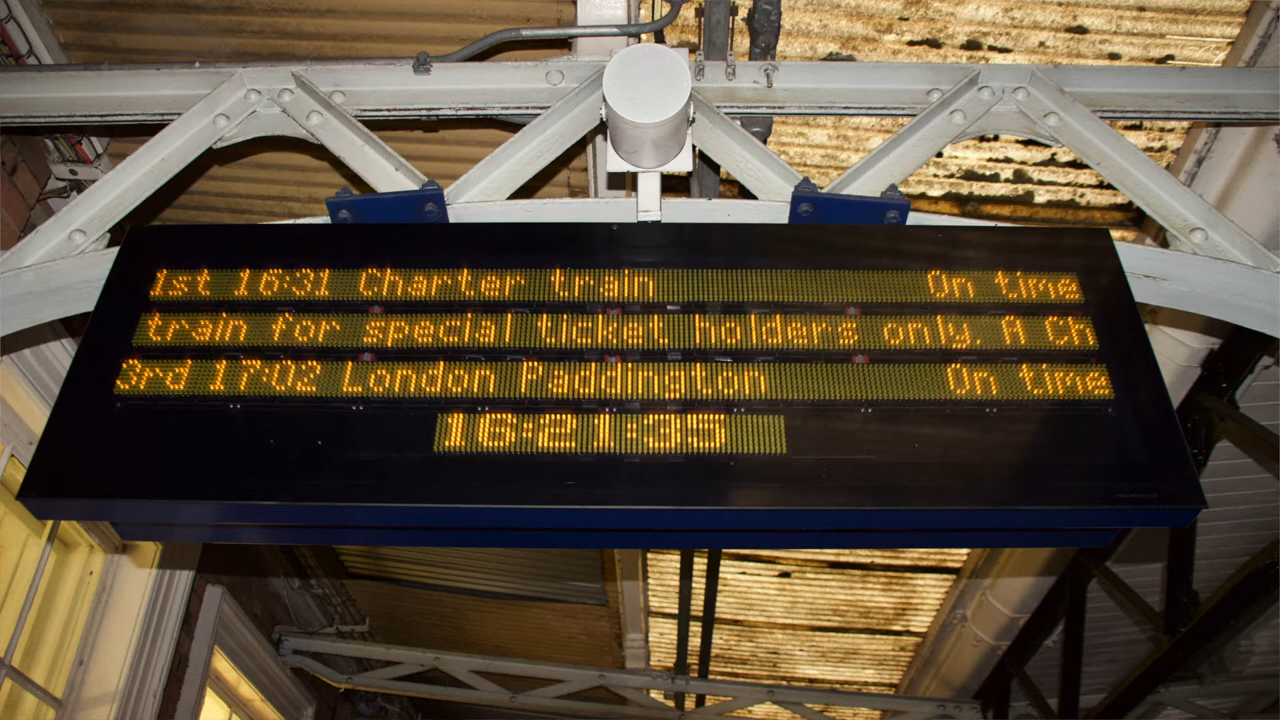 1st 16:31 Charter train On time
train for special ticket holders only. A Ch
3rd 17:02 London Paddington On time
16:21:35